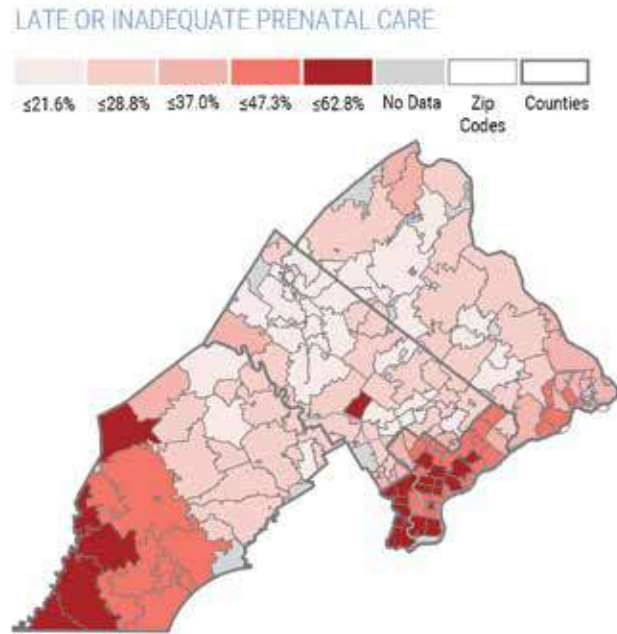 LATE OR INADEQUATE PRENATAL CARE
≤21.6% ≤28.8% ≤37.0% ≤47.3% ≤62.8% No Data Zip Counties
Codes